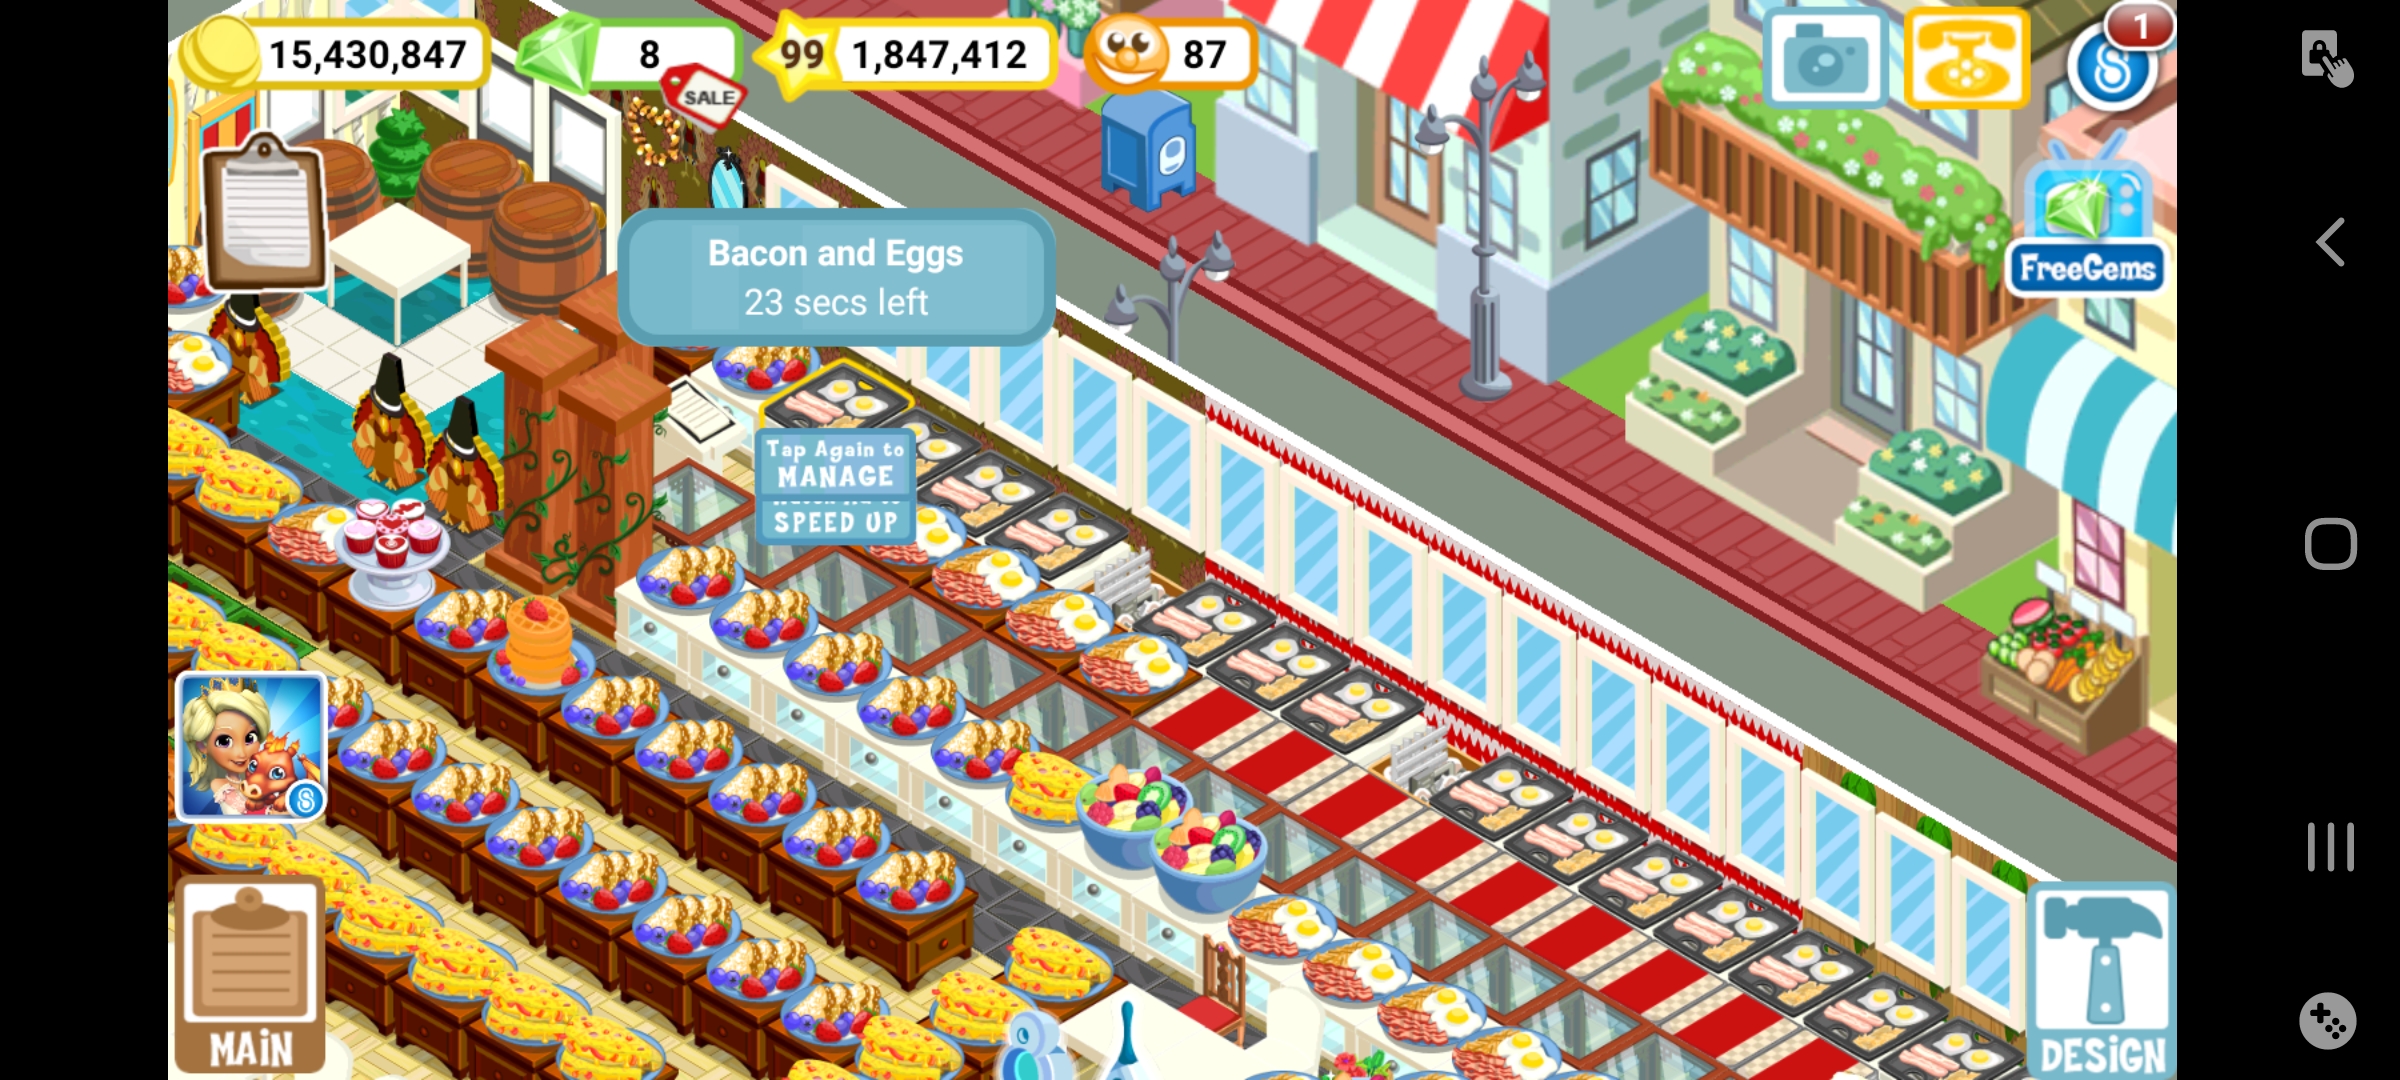 15,430,847
8
SALE
99
1,847,412
87
1
Bacon and Eggs
23 secs left
FreeGems
Tap Again to
MANAGE
SPEED UP
MAIN
DESIGN